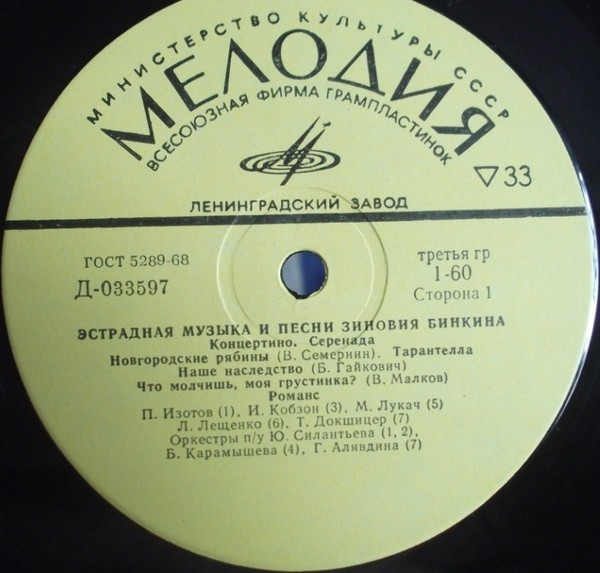 МИНИСТЕРСТВО КУЛЬТУРЫ СССР
МЕЛОДИЯ
ВСЕСОЮЗНАЯ ФИРМА ГРАМПЛАСТИНОК
33
ЛЕНИНГРАДСКИЙ ЗАВОД
ГОСТ 5289-68
Д-033597
третья гр
1-60
Сторона 1
ЭСТРАДНАЯ МУЗЫКА И ПЕСНИ ЗИНОВИЯ БИНКИНА
Концертино. Серенада
Новгородские рябины (В. Семернин). Тарантелла
Наше наследство (Б. Гайкович)
Что молчишь, моя грустинка? (В. Малков)
Романс
П. Изотов (1), И. Кобзон (3), М. Лукач (5)
Л. Лещенко (6), Т. Докшицер (7)
Оркестры п/у Ю. Силантьева (1, 2),
Б. Карамышева (4), Г. Алявдина (7)